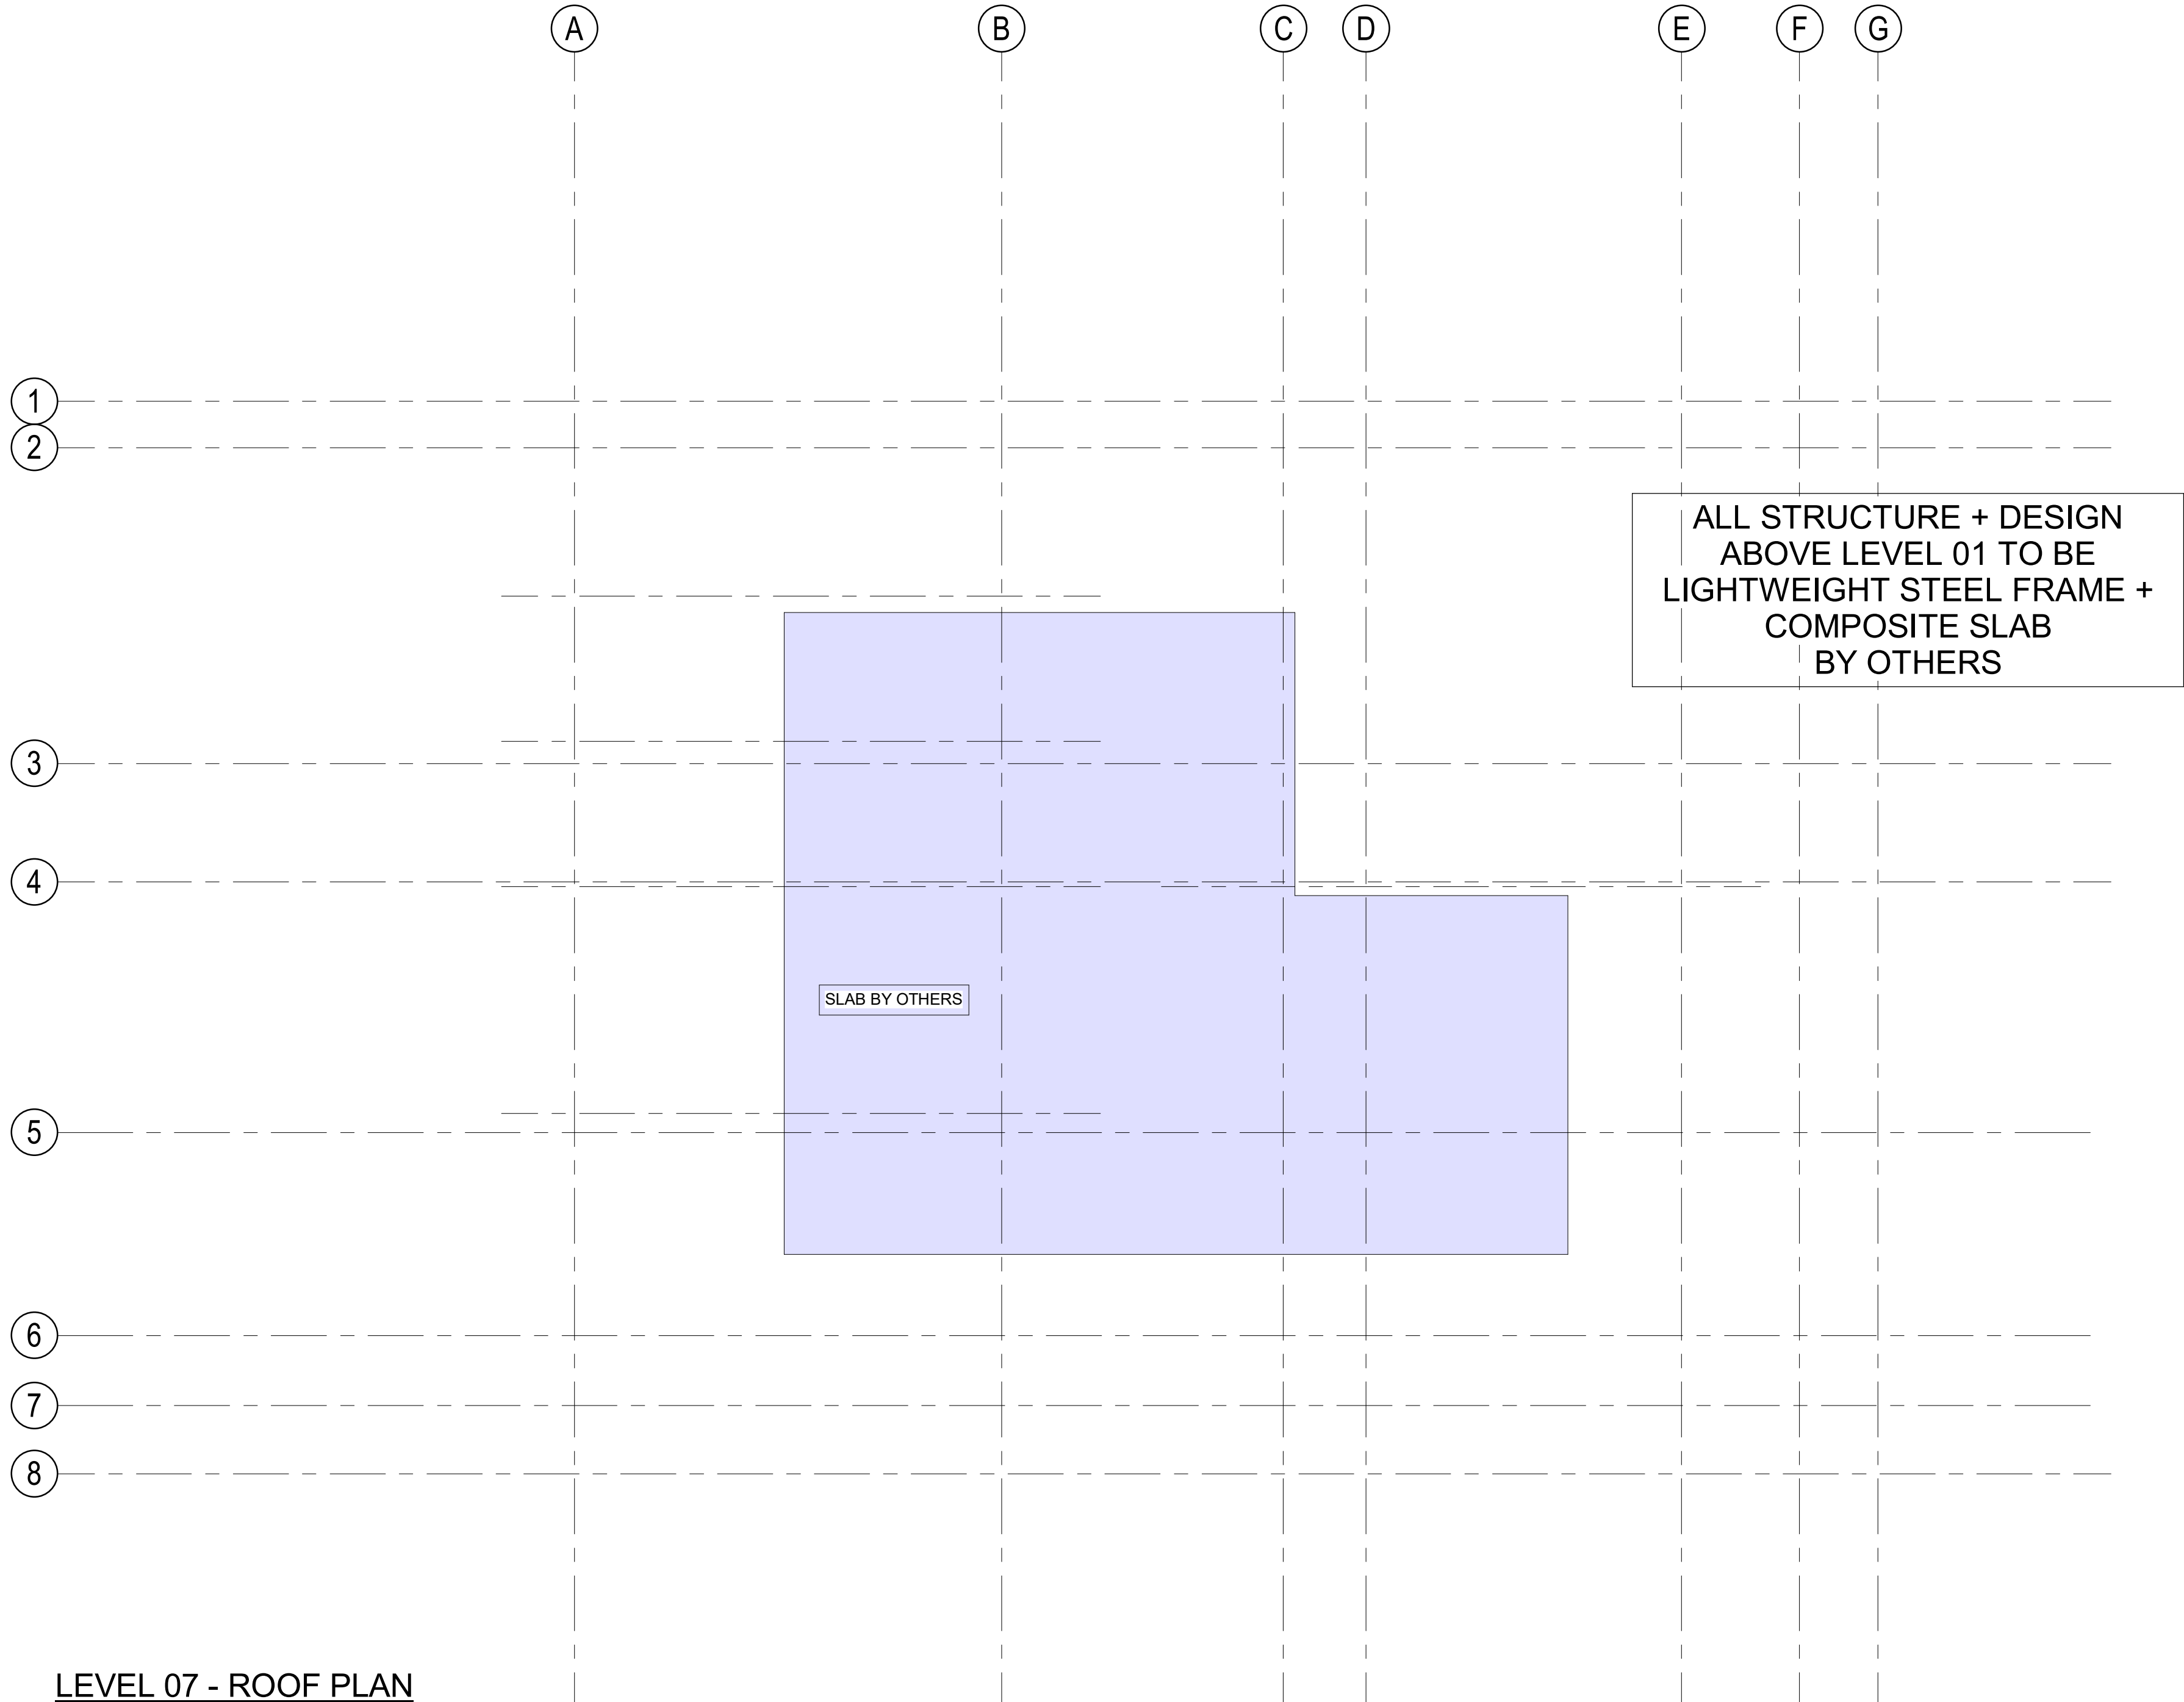 A
B
C
D
E
F
G
1
2
ALL STRUCTURE + DESIGN
ABOVE LEVEL 01 TO BE
LIGHTWEIGHT STEEL FRAME +
COMPOSITE SLAB
BY OTHERS
3
4
SLAB BY OTHERS
5
6
7
8
LEVEL 07 - ROOF PLAN